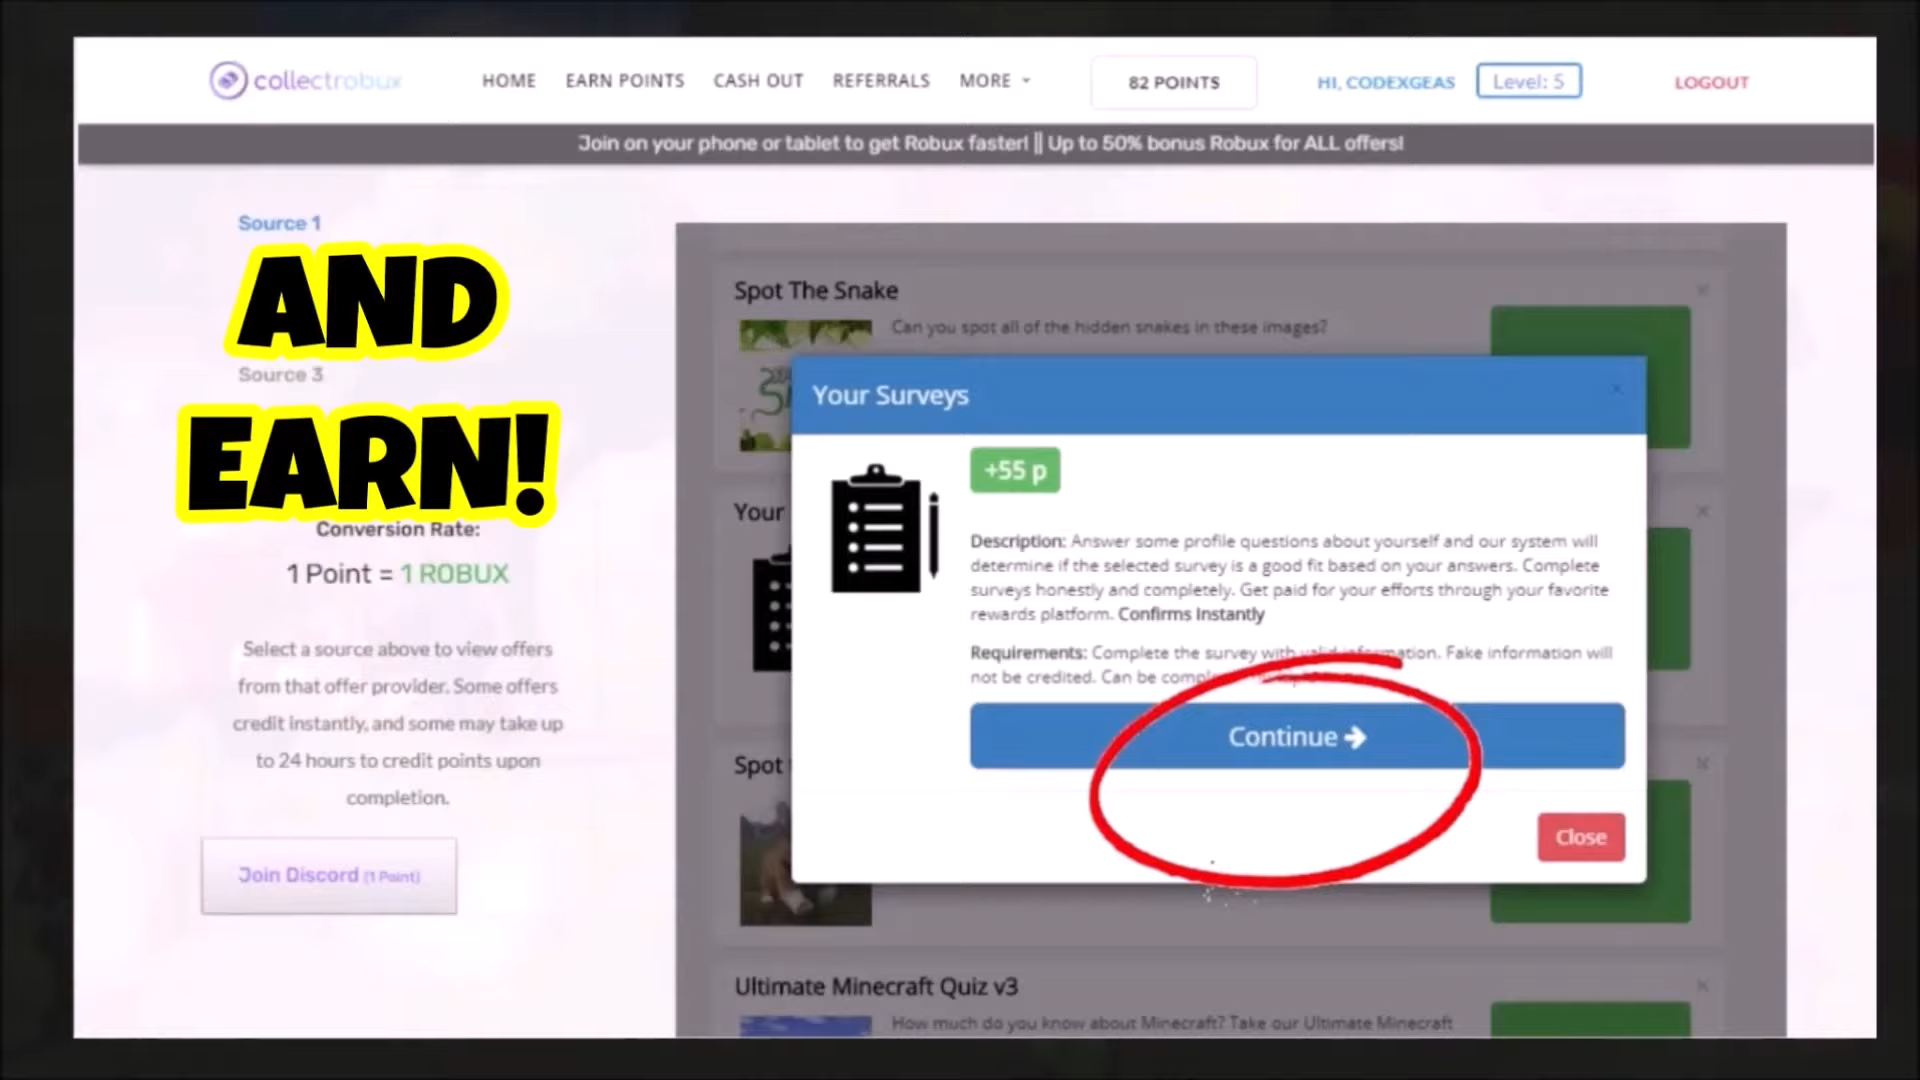 collectrobux
HOME
EARN POINTS
CASH OUT
REFERRALS
MORE
82 POINTS
HI, CODEXGEAS
Level: 5
LOGOUT
Join on your phone or tablet to get Robux faster! || Up to 50% bonus Robux for ALL offers!
Source 1
AND
Source 3
EARN!
Conversion Rate:
1 Point = 1 ROBUX
Select a source above to view offers
from that offer provider. Some offers
credit instantly, and some may take up
to 24 hours to credit points upon
completion.
Join Discord (1 Point)
Spot The Snake
Can you spot all of the hidden snakes in these images?
Your
Spot
Your Surveys
+55 p
Description: Answer some profile questions about yourself and our system will
determine if the selected survey is a good fit based on your answers. Complete
surveys honestly and completely. Get paid for your efforts through your favorite
rewards platform. Confirms Instantly
Requirements: Complete the survey with valid information. Fake information will
not be credited. Can be
Continue
Close
Ultimate Minecraft Quiz v3
How much do you know about Minecraft? Take our Ultimate Minecraft